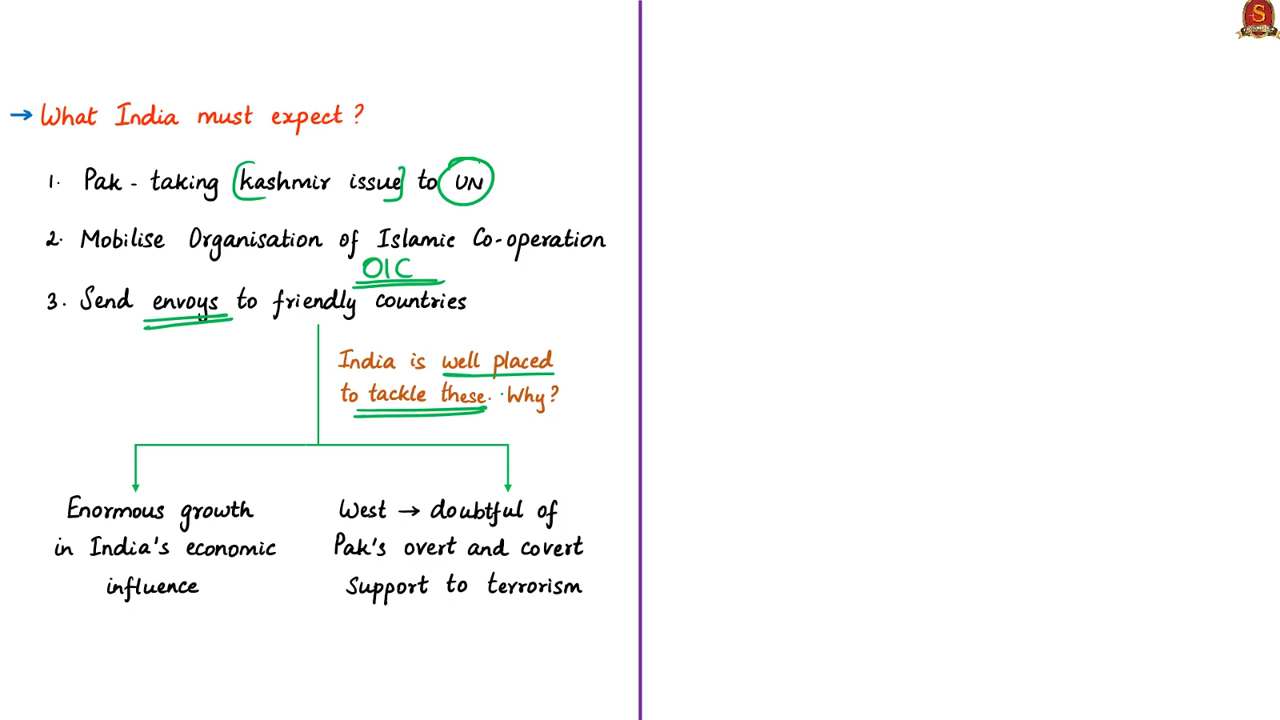 → What India must expect?
1. Pak - taking [kashmir issue] to UN
2. Mobilise Organisation of Islamic Co-operation
OIC
3. Send envoys to friendly countries
India is well placed
to tackle these. Why?
Enormous growth
in India's economic
influence
West → doubtful of
Pak's overt and covert
Support to terrorism
S